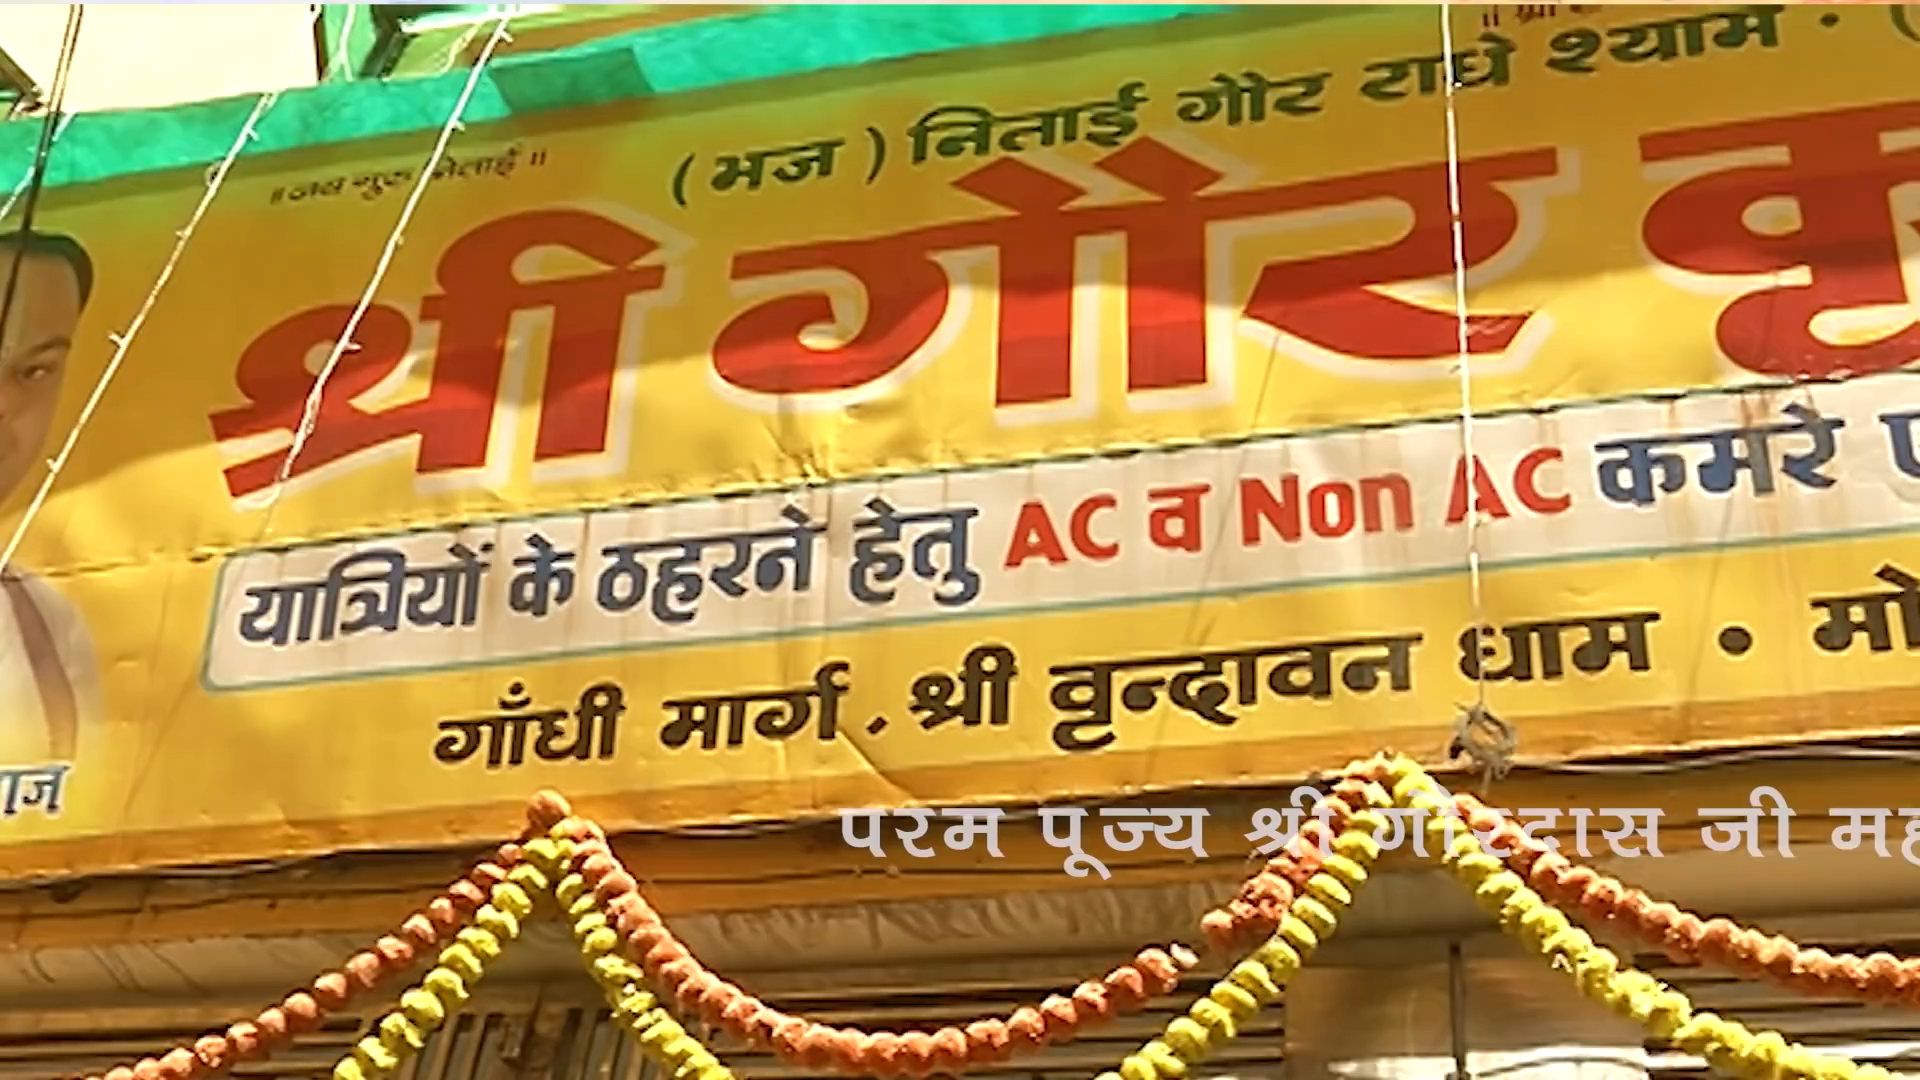 (भज) निताई गौर राधे श्याम •
श्री गौर कृ
यात्रियों के ठहरने हेतु AC व Non AC कमरे
गाँधी मार्ग, श्री वृन्दावन धाम •
परम पूज्य श्री गौरदास जी